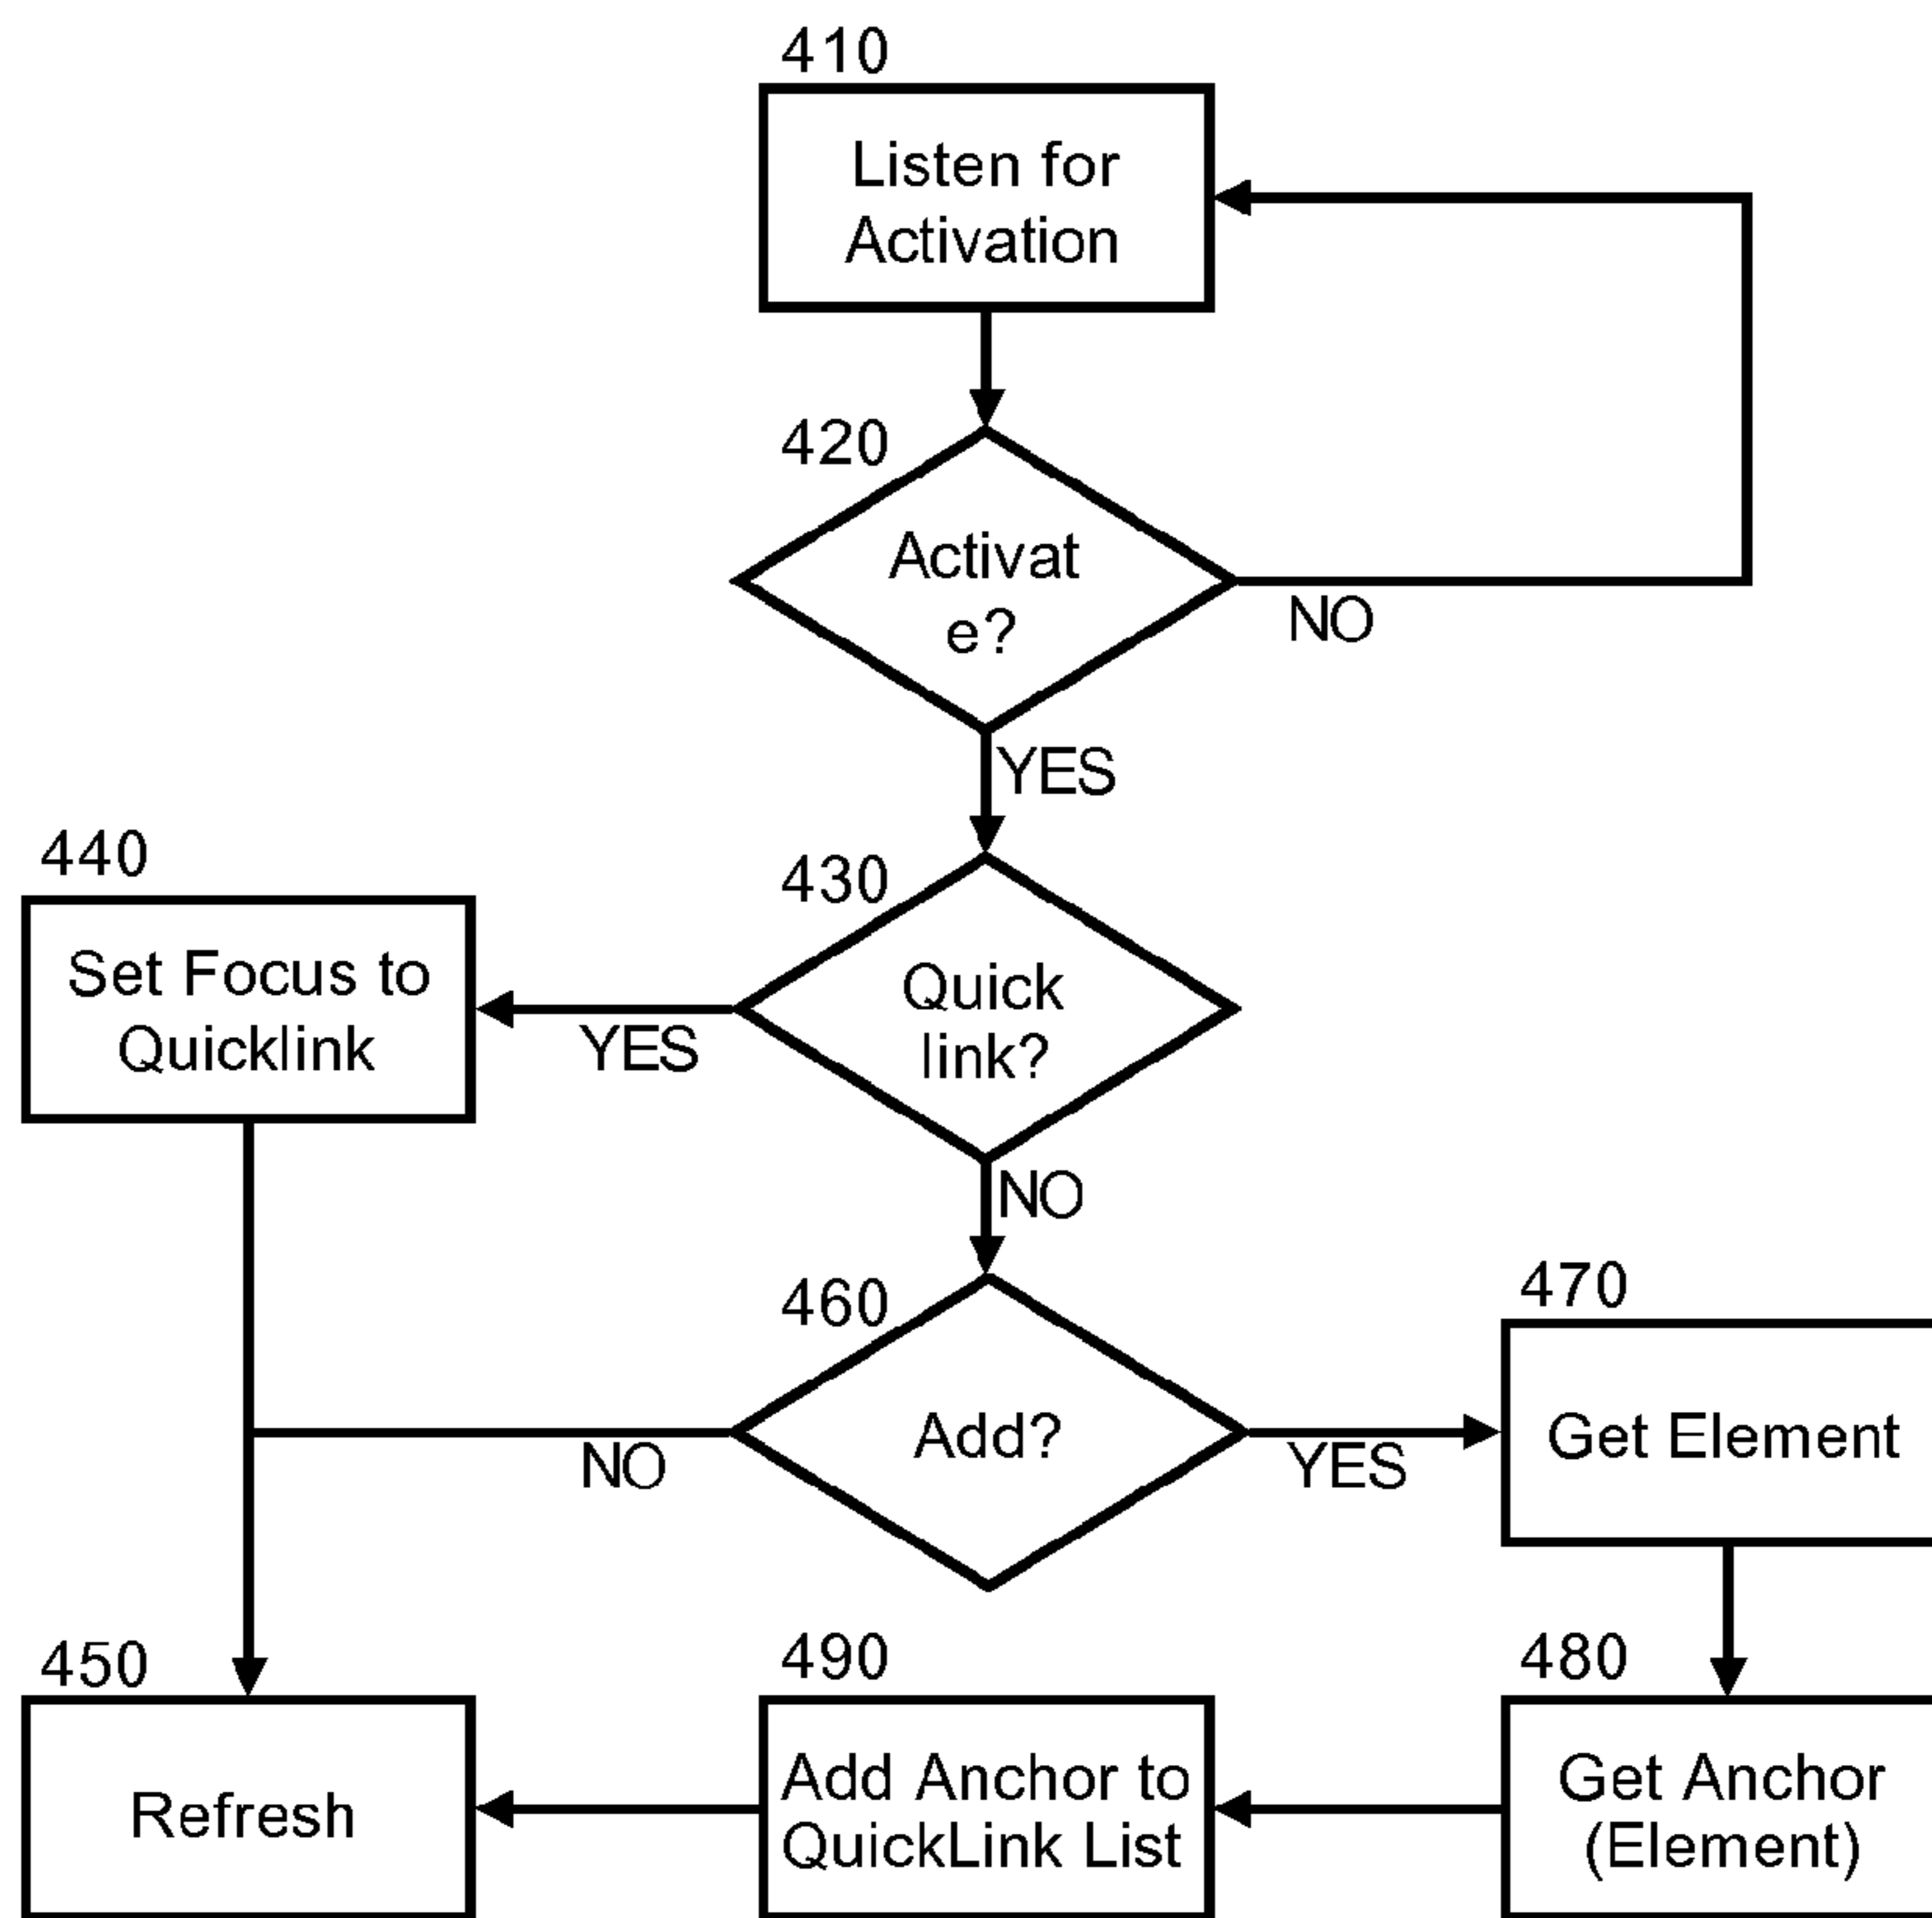 410
Listen for
Activation
420
Activat
e?
NO
YES
440
430
Set Focus to
Quicklink
YES
Quick
link?
NO
460
470
Add?
NO
YES
Get Element
450
490
480
Refresh
Add Anchor to
QuickLink List
Get Anchor
(Element)